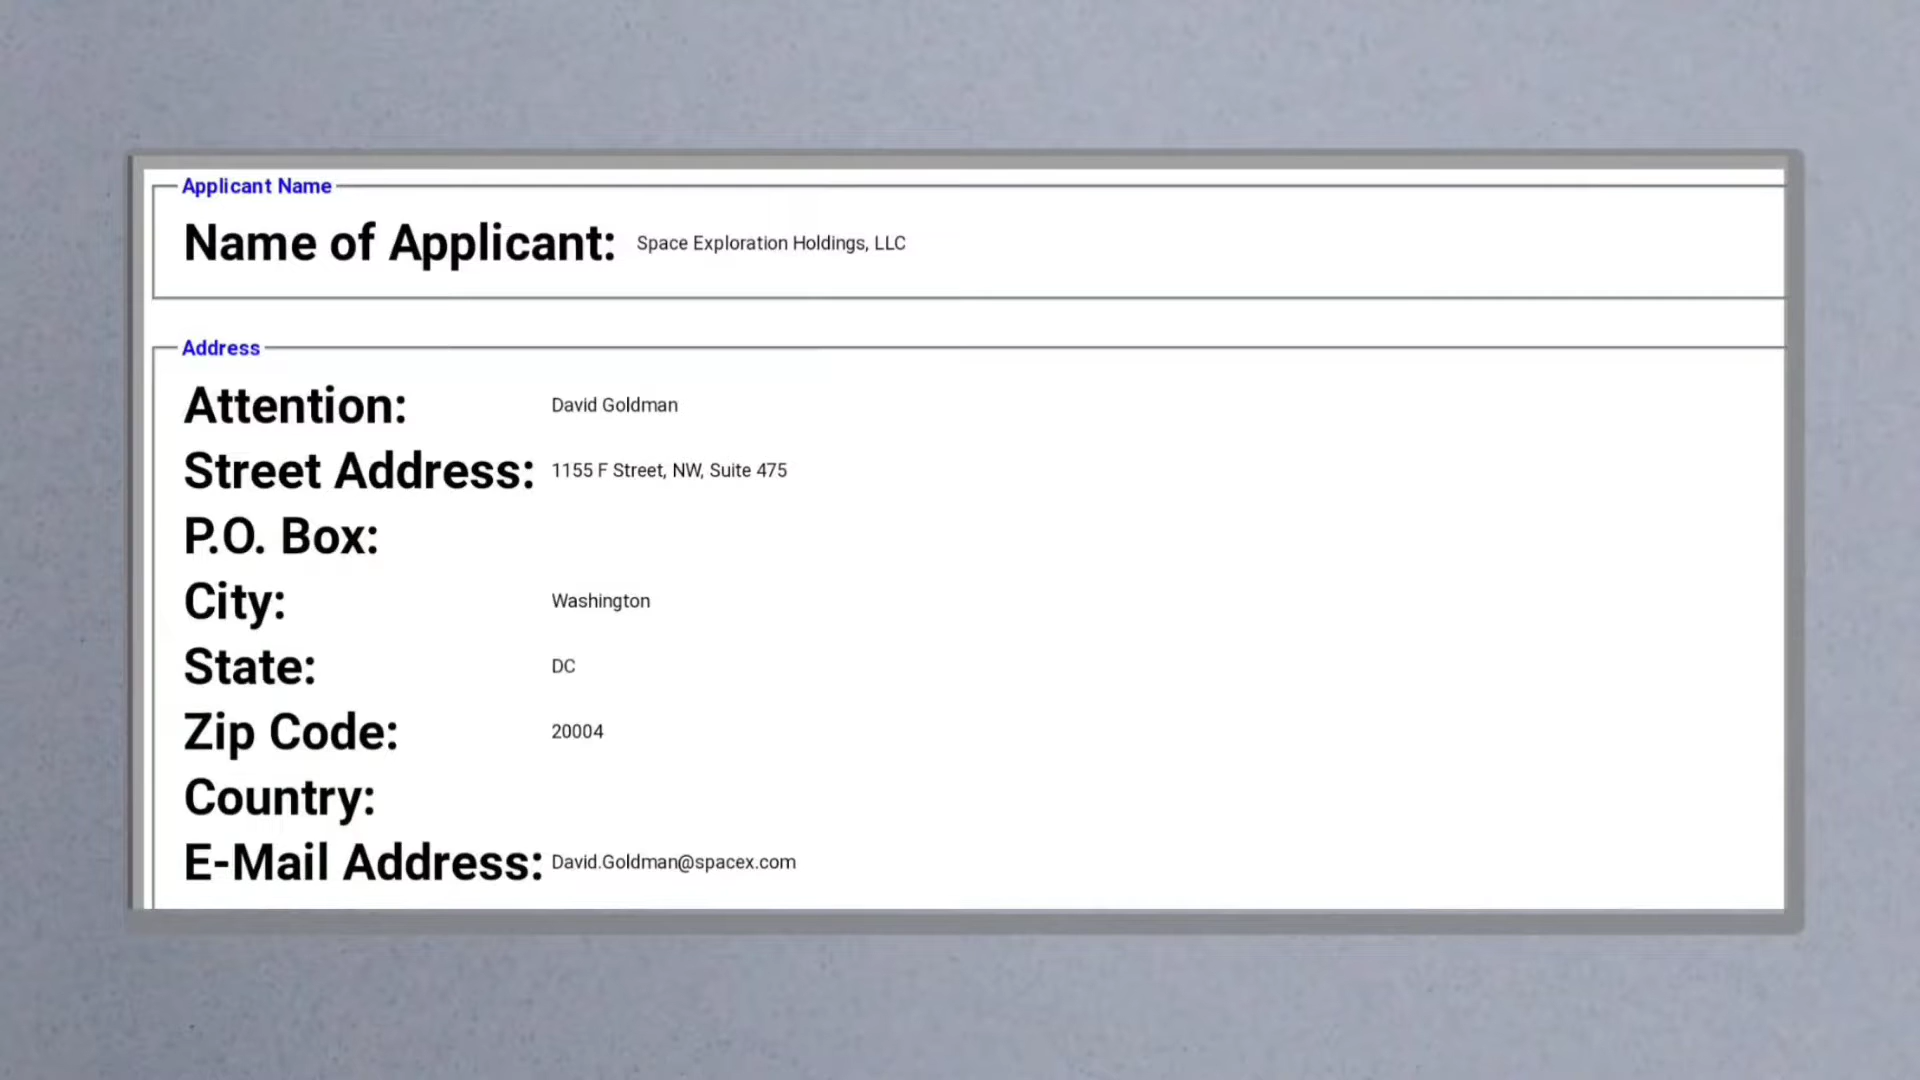 Applicant Name
Name of Applicant: Space Exploration Holdings, LLC
Address
Attention: David Goldman
Street Address: 1155 F Street, NW, Suite 475
P.O. Box:
City: Washington
State: DC
Zip Code: 20004
Country:
E-Mail Address: David.Goldman@spacex.com